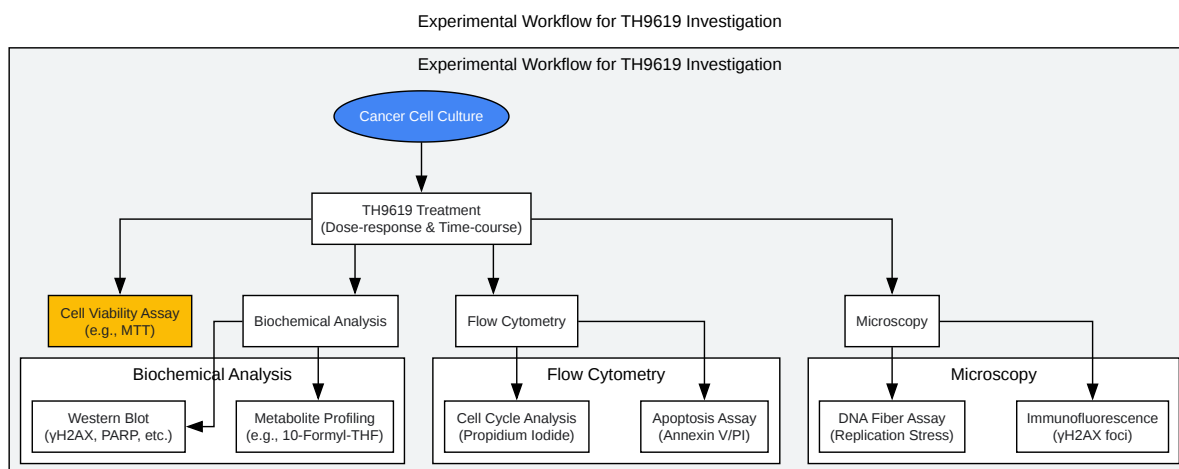 Experimental Workflow for TH9619 Investigation
Experimental Workflow for TH9619 Investigation
Cancer Cell Culture
TH9619 Treatment
(Dose-response & Time-course)
Cell Viability Assay
(e.g., MTT)
Biochemical Analysis
Flow Cytometry
Microscopy
Biochemical Analysis
Western Blot
(γH2AX, PARP, etc.)
Metabolite Profiling
(e.g., 10-Formyl-THF)
Flow Cytometry
Cell Cycle Analysis
(Propidium Iodide)
Apoptosis Assay
(Annexin V/PI)
Microscopy
DNA Fiber Assay
(Replication Stress)
Immunofluorescence
(γH2AX foci)